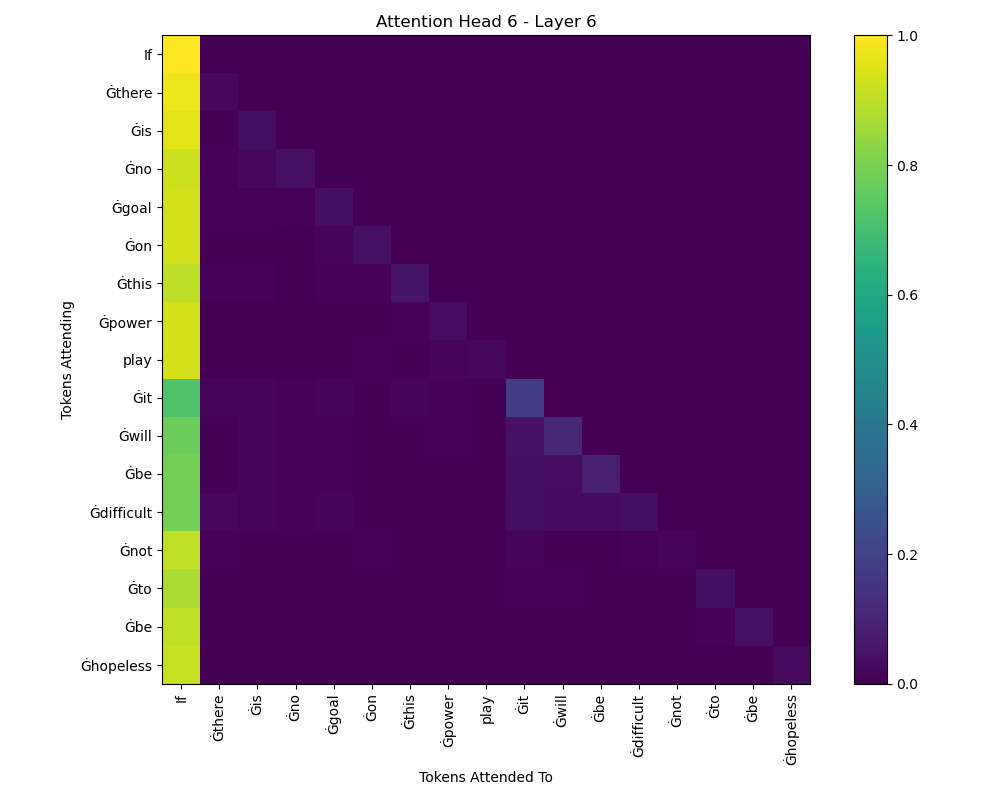 Attention Head 6 - Layer 6
Tokens Attending
If
Ġthere
Ġis
Ġno
Ġgoal
Ġon
Ġthis
Ġpower
play
Ġit
Ġwill
Ġbe
Ġdifficult
Ġnot
Ġto
Ġbe
Ġhopeless
If
Ġthere
Ġis
Ġno
Ġgoal
Ġon
Ġthis
Ġpower
play
Ġit
Ġwill
Ġbe
Ġdifficult
Ġnot
Ġto
Ġbe
Ġhopeless
Tokens Attended To
1.0
0.8
0.6
0.4
0.2
0.0